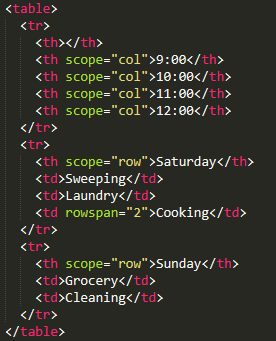 <table>
<tr>
<th></th>
<th scope="col">9:00</th>
<th scope="col">10:00</th>
<th scope="col">11:00</th>
<th scope="col">12:00</th>
</tr>
<tr>
<th scope="row">Saturday</th>
<td>Sweeping</td>
<td>Laundry</td>
<td rowspan="2">Cooking</td>
</tr>
<tr>
<th scope="row">Sunday</th>
<td>Grocery</td>
<td>Cleaning</td>
</tr>
</table>